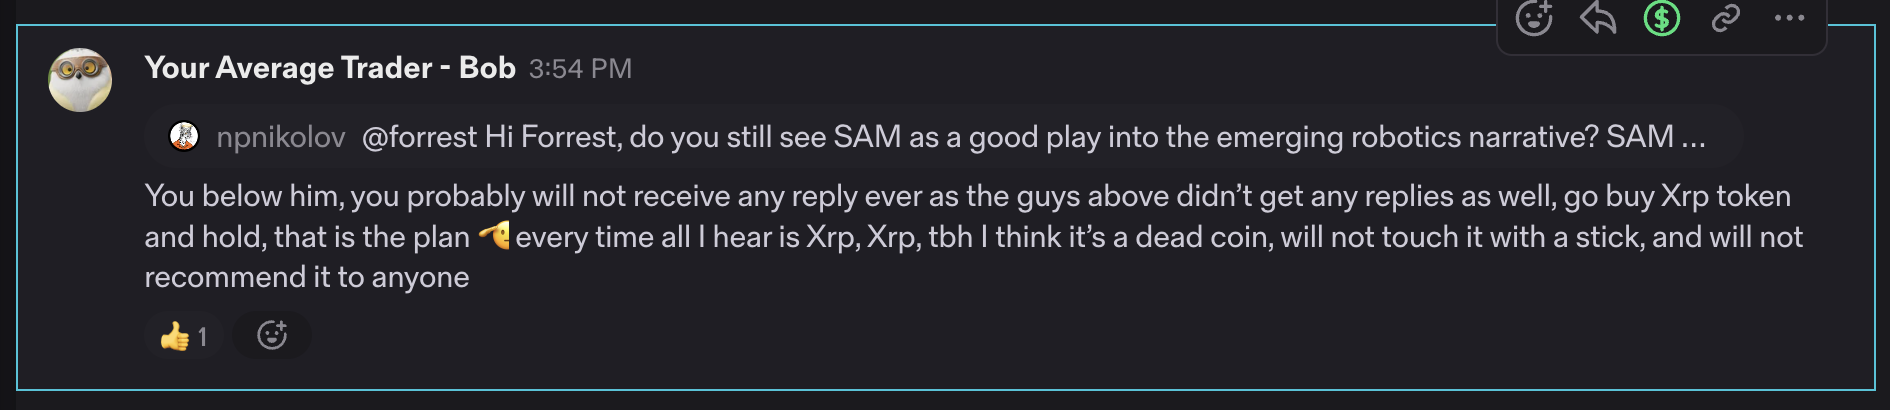 Your Average Trader - Bob 3:54 PM
npnikolov @forrest Hi Forrest, do you still see SAM as a good play into the emerging robotics narrative? SAM ...
You below him, you probably will not receive any reply ever as the guys above didn’t get any replies as well, go buy Xrp token
and hold, that is the plan 🫡 every time all I hear is Xrp, Xrp, tbh I think it’s a dead coin, will not touch it with a stick, and will not
recommend it to anyone
👍 1